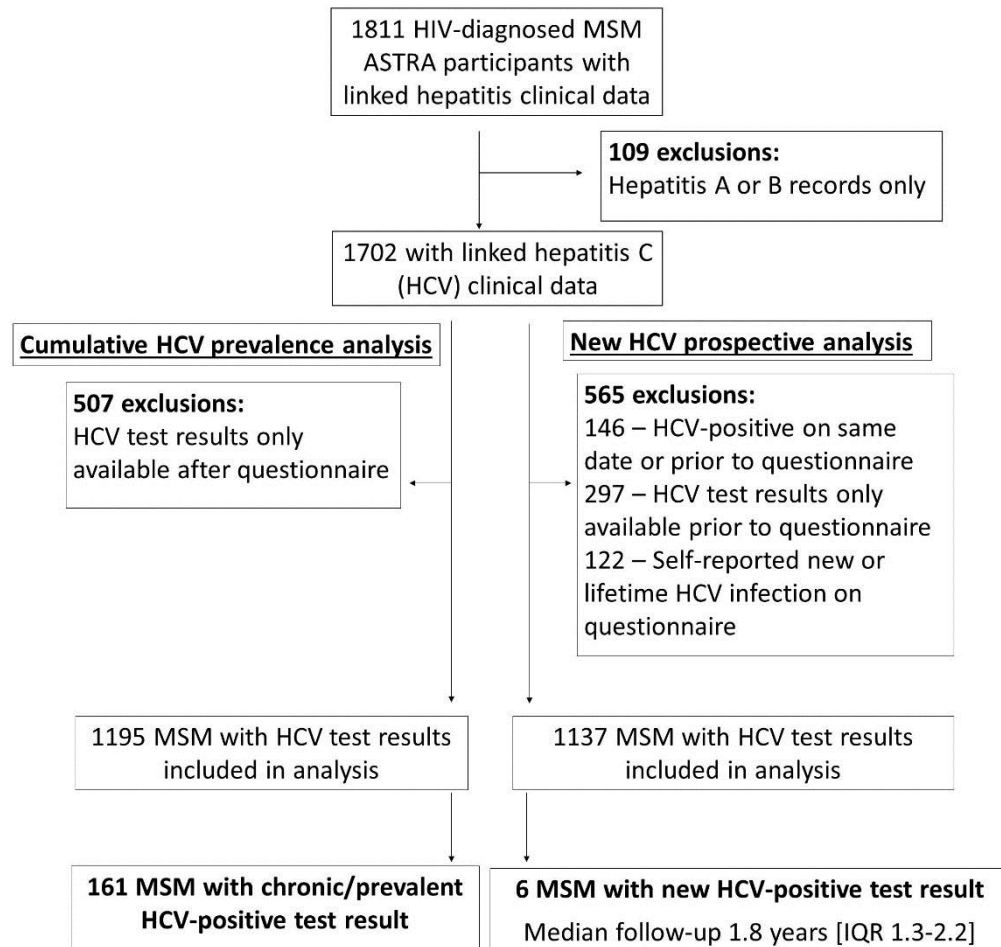 1811 HIV-diagnosed MSM
ASTRA participants with
linked hepatitis clinical data
109 exclusions:
Hepatitis A or B records only
1702 with linked hepatitis C
(HCV) clinical data
Cumulative HCV prevalence analysis
507 exclusions:
HCV test results only
available after questionnaire
1195 MSM with HCV test results
included in analysis
161 MSM with chronic/prevalent
HCV-positive test result
New HCV prospective analysis
565 exclusions:
146 – HCV-positive on same
date or prior to questionnaire
297 – HCV test results only
available prior to questionnaire
122 – Self-reported new or
lifetime HCV infection on
questionnaire
1137 MSM with HCV test results
included in analysis
6 MSM with new HCV-positive test result
Median follow-up 1.8 years [IQR 1.3-2.2]